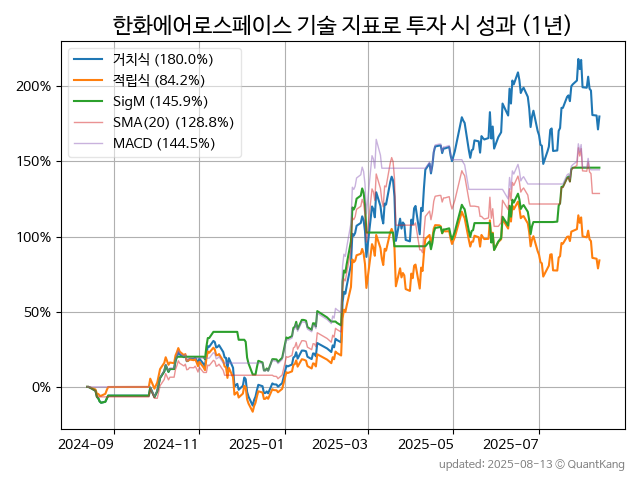 한화에어로스페이스 기술 지표로 투자 시 성과 (1년)
거치식 (180.0%)
적립식 (84.2%)
SigM (145.9%)
SMA(20) (128.8%)
MACD (144.5%)
200%
150%
100%
50%
0%
2024-09 2024-11 2025-01 2025-03 2025-05 2025-07
updated: 2025-08-13 ⓒ QuantKang